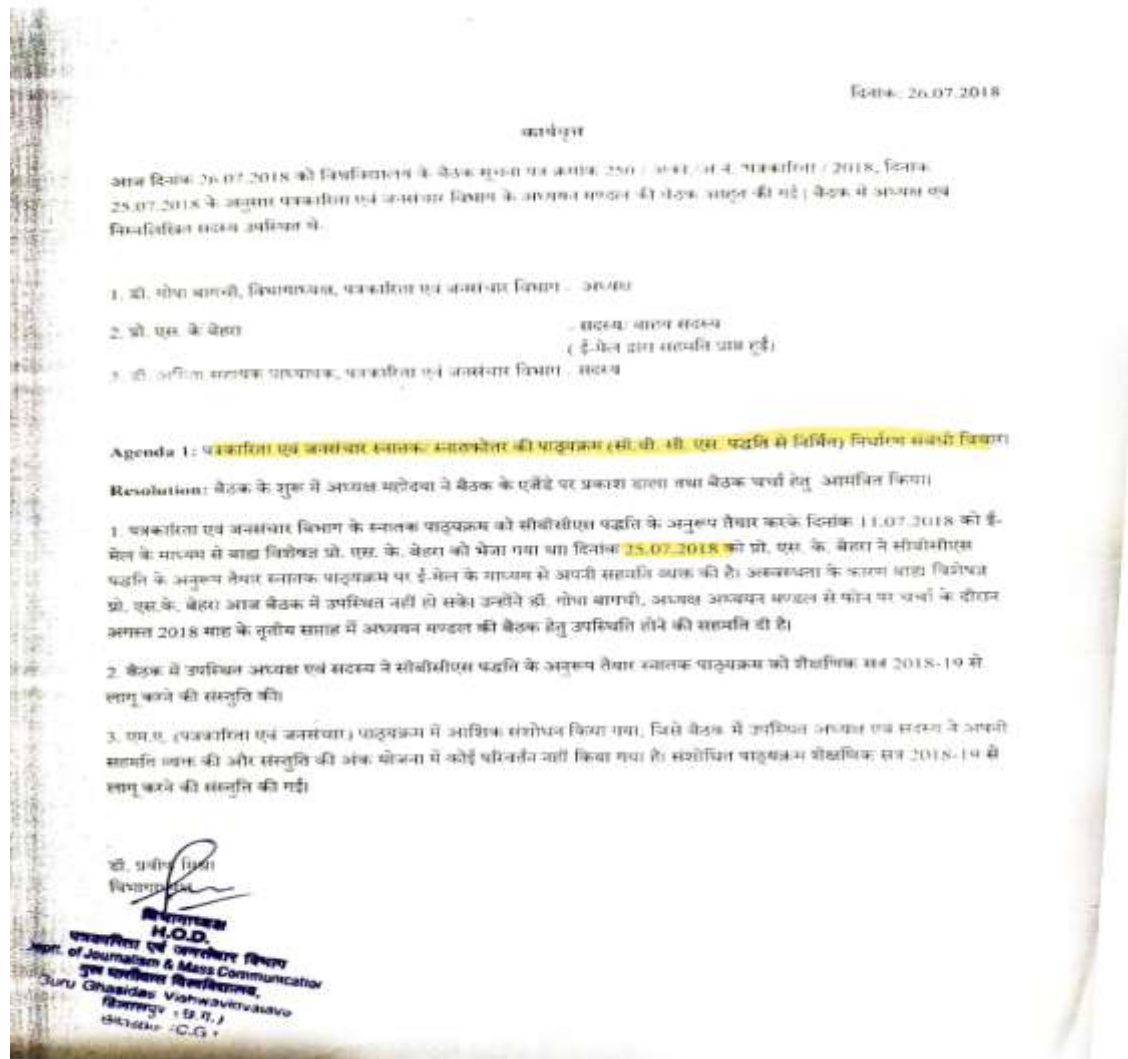 दिनांक: 26.07.2018
कार्यवृत्त
आज दिनांक 26.07.2018 को विश्वविद्यालय के बैठक सूचना पत्र क्रमांक 250 / अका. /अ.मं. पत्रकारिता / 2018, दिनांक
25.07.2018 के अनुसार पत्रकारिता एवं जनसंचार विभाग के अध्ययन मण्डल की बैठक आहूत की गई | बैठक में अध्यक्ष एवं
निम्नलिखित सदस्य उपस्थित थे-
1. डॉ. गोपा बागची, विभागाध्यक्ष, पत्रकारिता एवं जनसंचार विभाग - अध्यक्ष
2. प्रो. एस. के बेहरा - सदस्य/ बाह्य सदस्य
( ई-मेल द्वारा सहमति प्राप्त हुई)
3. डॉ. अमिता सहायक प्राध्यापक, पत्रकारिता एवं जनसंचार विभाग - सदस्य
Agenda 1: पत्रकारिता एवं जनसंचार स्नातक/ स्नातकोत्तर की पाठ्यक्रम (सी.बी. सी. एस. पद्धति से निर्मित) निर्धारण संबंधी विचार।
Resolution: बैठक के शुरू में अध्यक्ष महोदया ने बैठक के एजेंडे पर प्रकाश डाला तथा बैठक चर्चा हेतु आमंत्रित किया।
1. पत्रकारिता एवं जनसंचार विभाग के स्नातक पाठ्यक्रम को सीबीसीएस पद्धति के अनुरूप तैयार करके दिनांक 11.07.2018 को ई-
मेल के माध्यम से बाह्य विशेषज्ञ प्रो. एस. के. बेहरा को भेजा गया था। दिनांक 25.07.2018 को प्रो. एस. के. बेहरा ने सीबीसीएस
पद्धति के अनुरूप तैयार स्नातक पाठ्यक्रम पर ई-मेल के माध्यम से अपनी सहमति व्यक्त की है। अस्वस्थता के कारण बाह्य विशेषज्ञ
प्रो. एस.के. बेहरा आज बैठक में उपस्थित नहीं हो सके। उन्होंने डॉ. गोपा बागची, अध्यक्ष अध्ययन मण्डल से फोन पर चर्चा के दौरान
अगस्त 2018 माह के तृतीय सप्ताह में अध्ययन मण्डल की बैठक हेतु उपस्थिति होने की सहमति दी है।
2. बैठक में उपस्थित अध्यक्ष एवं सदस्य ने सीबीसीएस पद्धति के अनुरूप तैयार स्नातक पाठ्यक्रम को शैक्षणिक सत्र 2018-19 से
लागू करने की संस्तुति की।
3. एम.ए. (पत्रकारिता एवं जनसंचार) पाठ्यक्रम में आंशिक संशोधन किया गया, जिसे बैठक में उपस्थित अध्यक्ष एवं सदस्य ने अपनी
सहमति व्यक्त की और संस्तुति की अंक योजना में कोई परिवर्तन नहीं किया गया है। संशोधित पाठ्यक्रम शैक्षणिक सत्र 2018-19 से
लागू करने की संस्तुति की गई।
डॉ. प्रवीण मिश्रा
विभागाध्यक्ष
विभागाध्यक्ष
H.O.D.
पत्रकारिता एवं जनसंचार विभाग
Deptt. of Journalism & Mass Communication
गुरु घासीदास विश्वविद्यालय,
Guru Ghasidas Vishwavidyalaya
बिलासपुर (छ.ग.)
(C.G.)